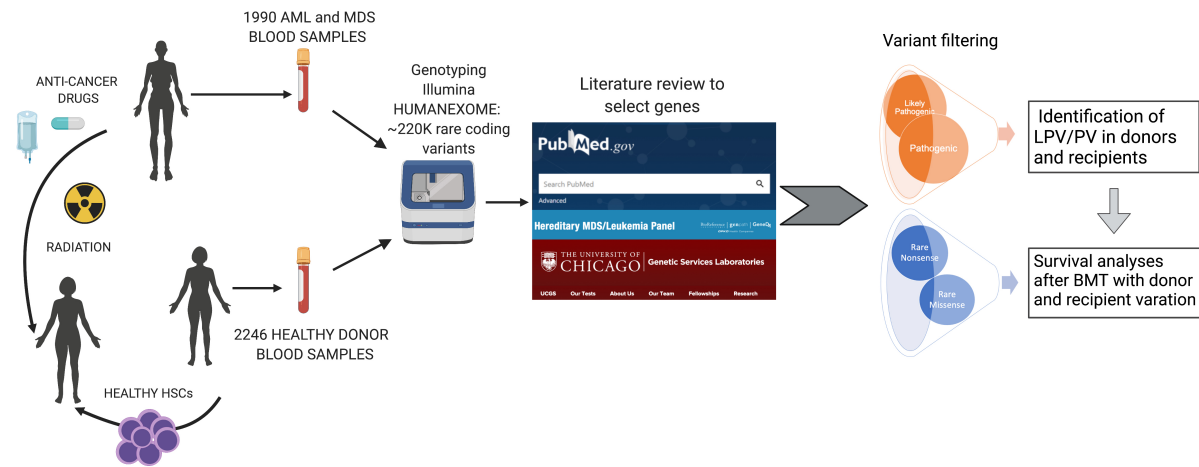 1990 AML and MDS
BLOOD SAMPLES
ANTI-CANCER
DRUGS
RADIATION
2246 HEALTHY DONOR
BLOOD SAMPLES
HEALTHY HSCs
Genotyping
Illumina
HUMANEXOME:
~220K rare coding
variants
Literature review to
select genes
PubMed.gov
Search PubMed
Advanced
Hereditary MDS/Leukemia Panel
THE UNIVERSITY OF
CHICAGO
Genetic Services Laboratories
UCGS Our Tests About Us Our Team Fellowships Research
Variant filtering
Likely
Pathogenic
Pathogenic
Rare
Nonsense
Rare
Missense
Identification of
LPV/PV in donors
and recipients
Survival analyses
after BMT with donor
and recipient varation